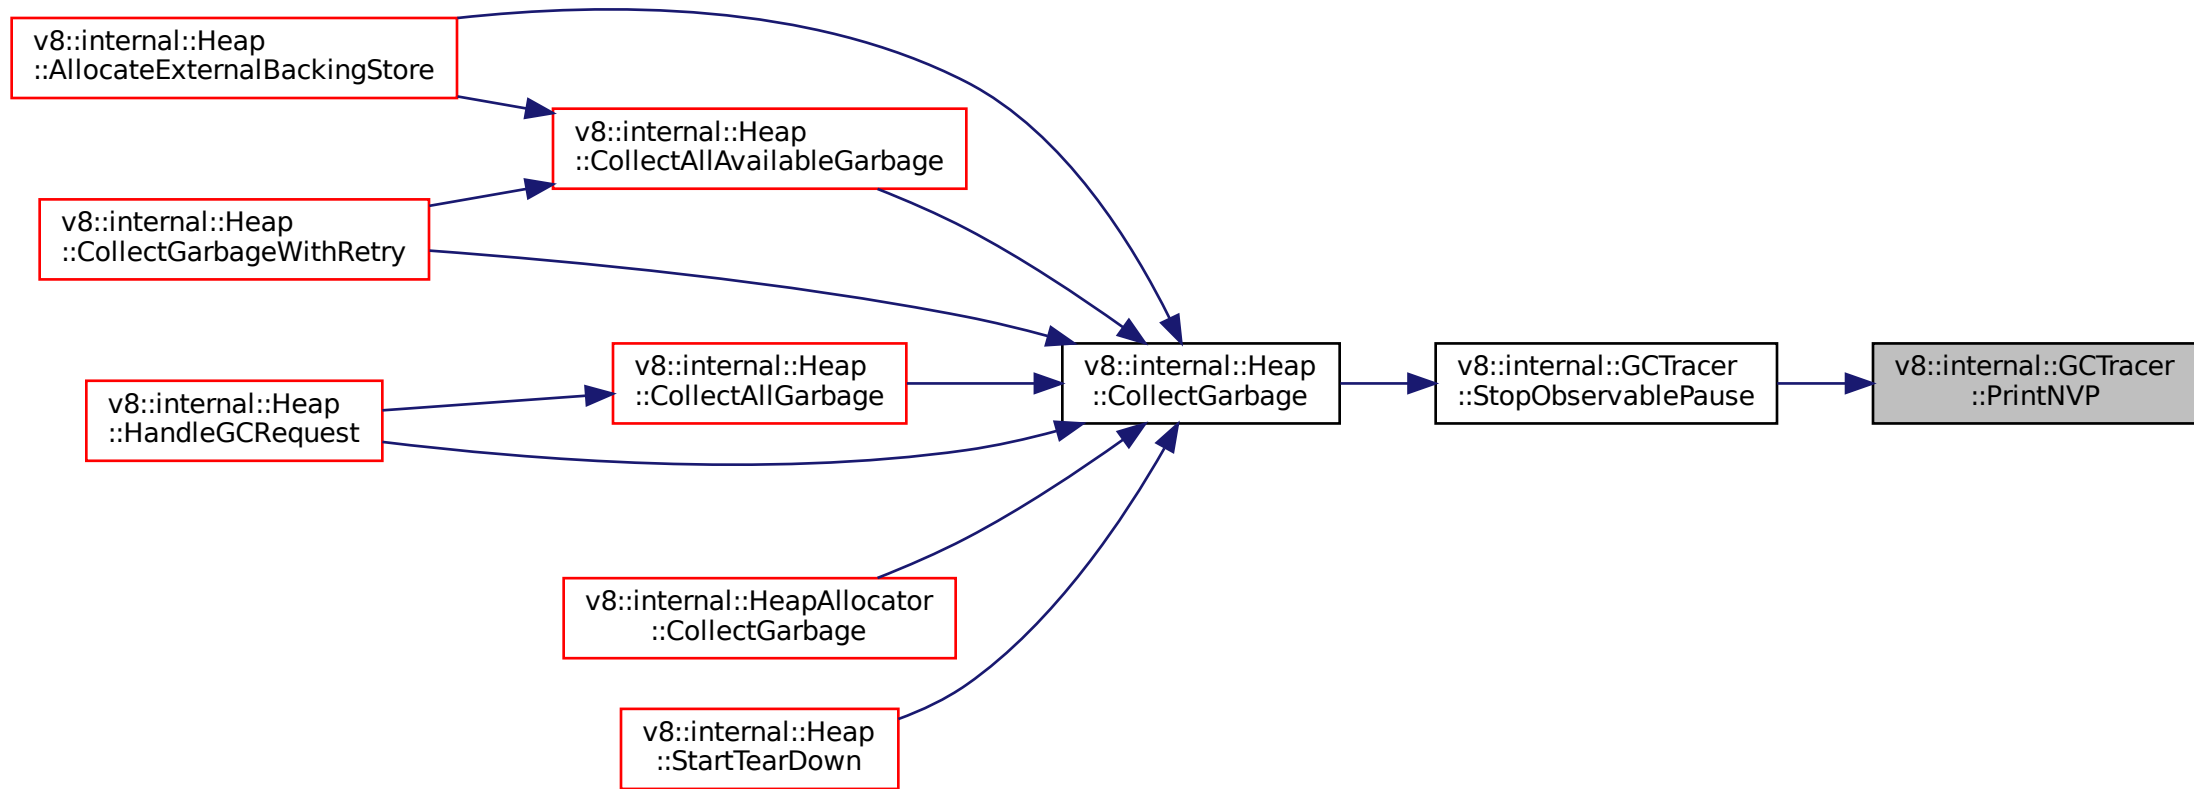 v8::internal::Heap
::AllocateExternalBackingStore
v8::internal::Heap
::CollectAllAvailableGarbage
v8::internal::Heap
::CollectGarbageWithRetry
v8::internal::Heap
::CollectAllGarbage
v8::internal::Heap
::HandleGCRequest
v8::internal::Heap
::CollectGarbage
v8::internal::GCTracer
::StopObservablePause
v8::internal::GCTracer
::PrintNVP
v8::internal::HeapAllocator
::CollectGarbage
v8::internal::Heap
::StartTearDown